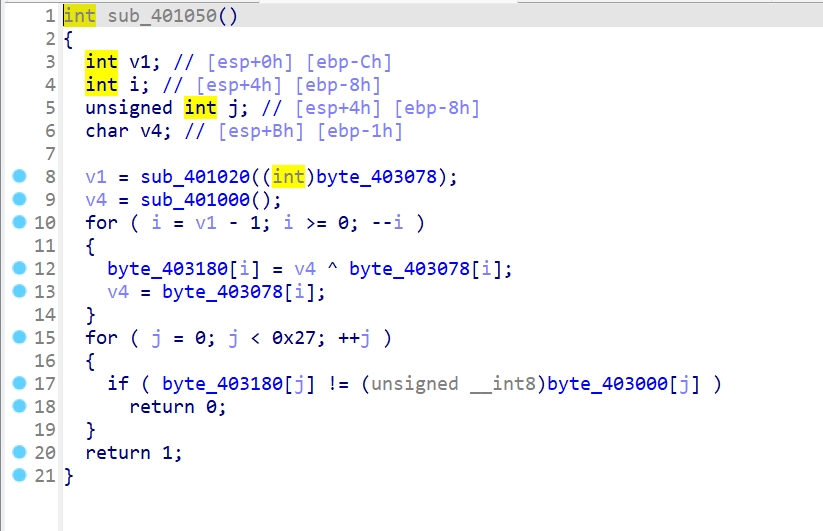 1 int sub_401050()
2 {
3   int v1; // [esp+0h] [ebp-Ch]
4   int i; // [esp+4h] [ebp-8h]
5   unsigned int j; // [esp+4h] [ebp-8h]
6   char v4; // [esp+Bh] [ebp-1h]
7
8   v1 = sub_401020((int)byte_403078);
9   v4 = sub_401000();
10   for ( i = v1 - 1; i >= 0; --i )
11   {
12     byte_403180[i] = v4 ^ byte_403078[i];
13     v4 = byte_403078[i];
14   }
15   for ( j = 0; j < 0x27; ++j )
16   {
17     if ( byte_403180[j] != (unsigned __int8)byte_403000[j] )
18       return 0;
19   }
20   return 1;
21 }